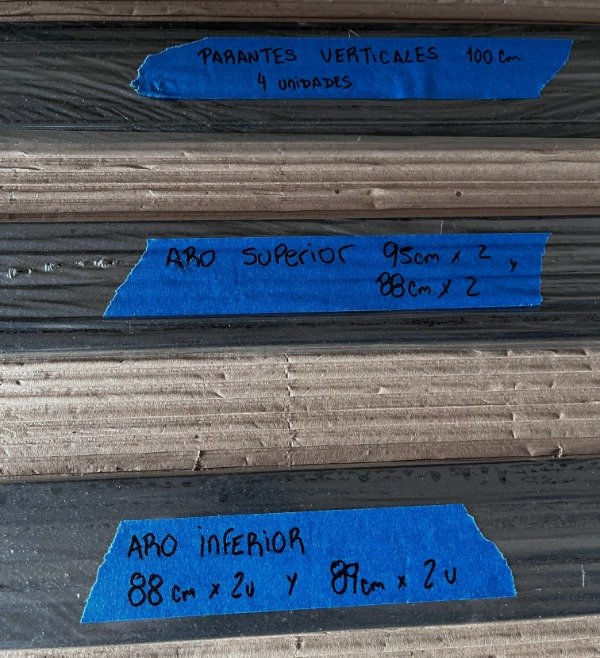 PARANTES VERTICALES 100 cm
4 UNIDADES
ARO SUPERIOR 95cm x 2 y
88cm x 2
ARO INFERIOR
88 cm x 2u y 89cm x 2u